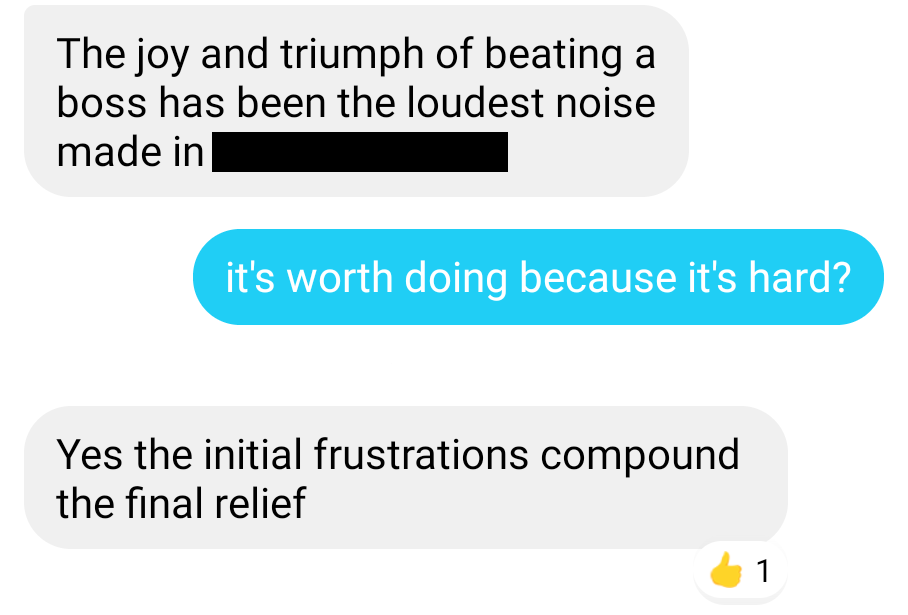 The joy and triumph of beating a
boss has been the loudest noise
made in
it's worth doing because it's hard?
Yes the initial frustrations compound
the final relief
👍 1